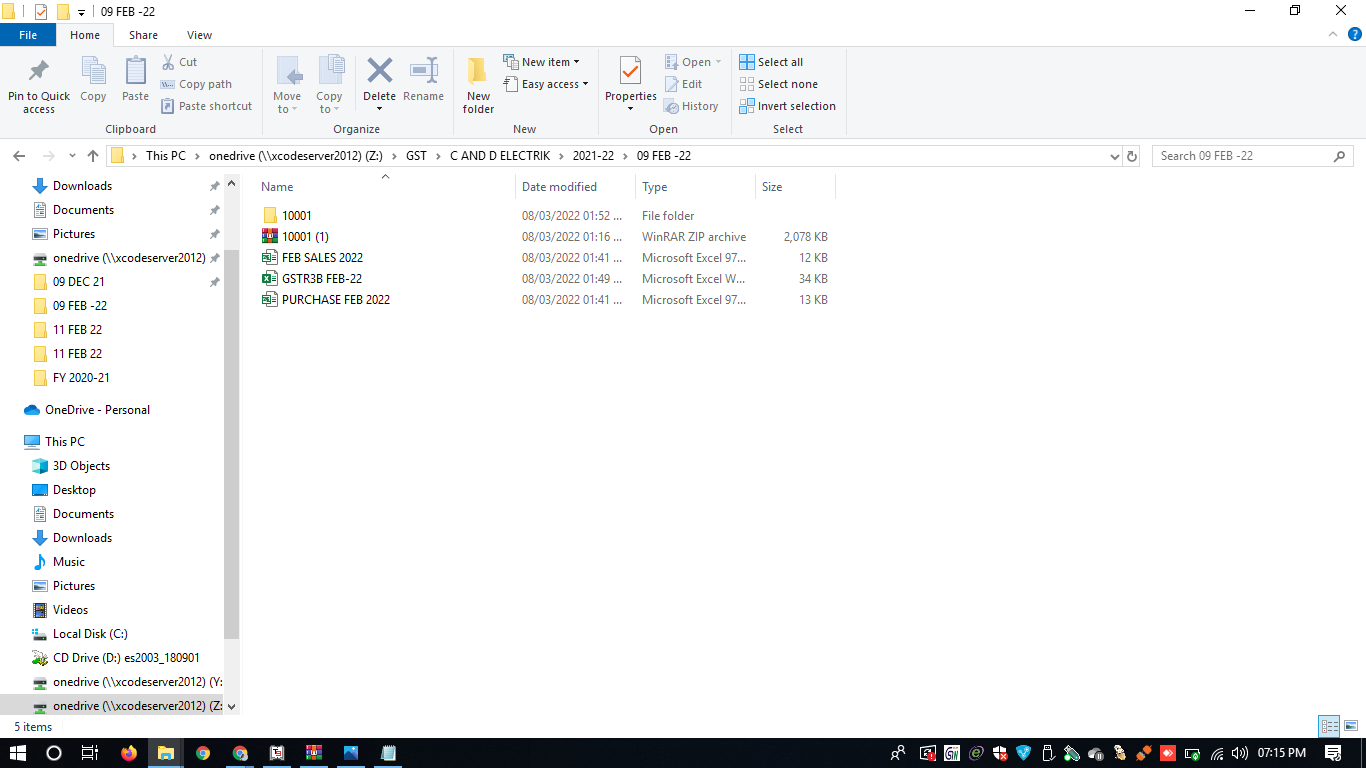 09 FEB -22
File Home Share View
Pin to Quick access
Copy
Paste
Cut
Copy path
Paste shortcut
Clipboard
Move to
Copy to
Delete
Rename
Organize
New folder
New item
Easy access
New
Properties
Open
Edit
History
Open
Select all
Select none
Invert selection
Select
This PC > onedrive (\\xcodeserver2012) (Z:) > GST > C AND D ELECTRIK > 2021-22 > 09 FEB -22
Search 09 FEB -22
Downloads
Documents
Pictures
onedrive (\\xcodeserver2012)
09 DEC 21
09 FEB -22
11 FEB 22
11 FEB 22
FY 2020-21
OneDrive - Personal
This PC
3D Objects
Desktop
Documents
Downloads
Music
Pictures
Videos
Local Disk (C:)
CD Drive (D:) es2003_180901
onedrive (\\xcodeserver2012) (Y:
onedrive (\\xcodeserver2012) (Z:
Name Date modified Type Size
10001 08/03/2022 01:52 ... File folder
10001 (1) 08/03/2022 01:16 ... WinRAR ZIP archive 2,078 KB
FEB SALES 2022 08/03/2022 01:41 ... Microsoft Excel 97... 12 KB
GSTR3B FEB-22 08/03/2022 01:49 ... Microsoft Excel W... 34 KB
PURCHASE FEB 2022 08/03/2022 01:41 ... Microsoft Excel 97... 13 KB
5 items
07:15 PM